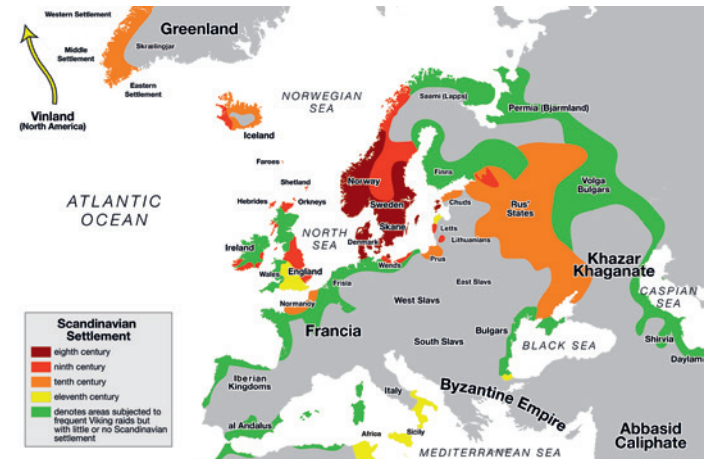 Western Settlement
Greenland
Middle Settlement
Skrælingjar
Eastern Settlement
Vinland
(North America)
NORWEGIAN
SEA
Iceland
Saami (Lapps)
Permia (Bjarmland)
Faroes
Shetland
Hebrides
Orkneys
ATLANTIC
OCEAN
Norway
Sweden
Finns
Volga
Bulgars
Rus'
States
Chuds
NORTH
SEA
Skane
Denmark
Letts
Lithuanians
Ireland
Wales
England
Wends
Prus
Khazar
Khaganate
CASPIAN
SEA
Frisia
Normandy
East Slavs
West Slavs
Francia
South Slavs
Bulgars
BLACK SEA
Shirvia
Daylam
Scandinavian
Settlement
eighth century
ninth century
tenth century
eleventh century
denotes areas subjected to
frequent Viking raids but
with little or no Scandinavian
settlement
Iberian
Kingdoms
al Andalus
Italy
Byzantine Empire
Africa
Sicily
MEDITERRANEAN SEA
Abbasid
Caliphate